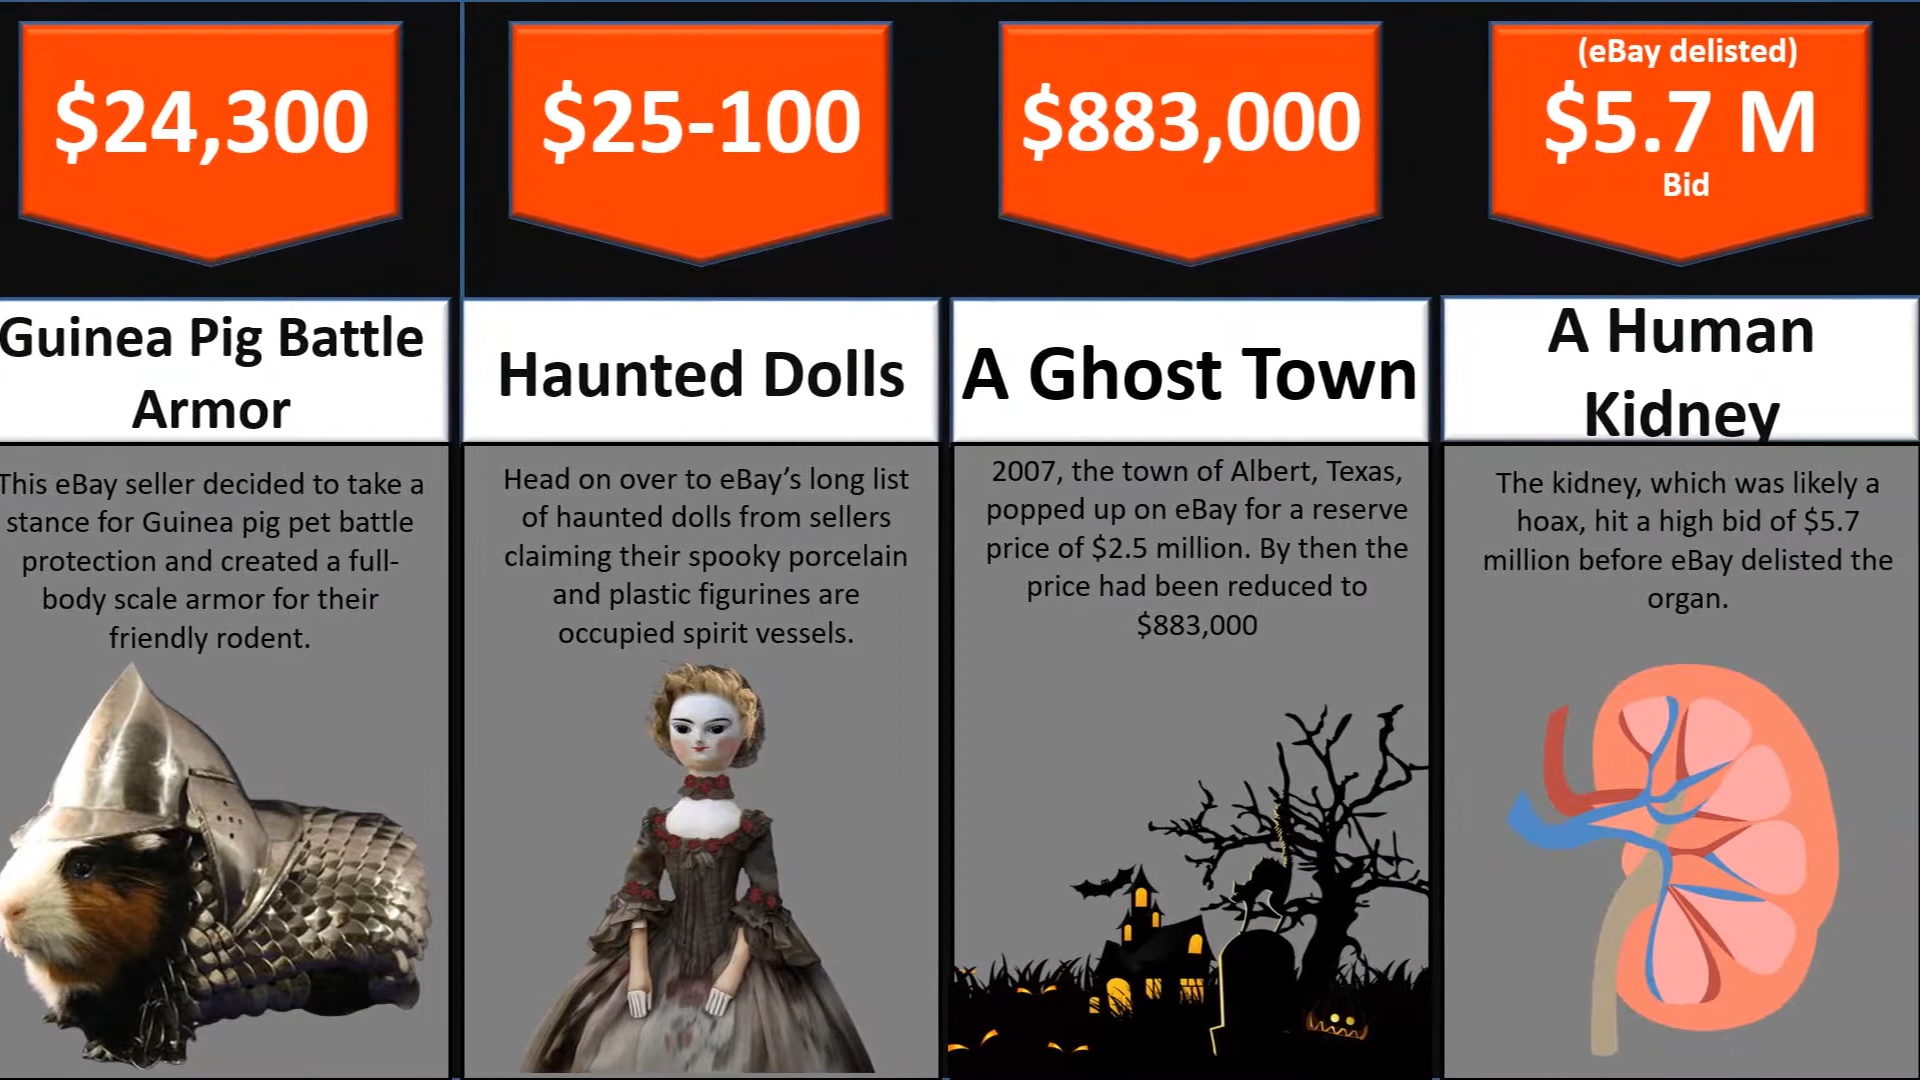 $24,300
Guinea Pig Battle
Armor
This eBay seller decided to take a
stance for Guinea pig pet battle
protection and created a full-
body scale armor for their
friendly rodent.
$25-100
Haunted Dolls
Head on over to eBay’s long list
of haunted dolls from sellers
claiming their spooky porcelain
and plastic figurines are
occupied spirit vessels.
$883,000
A Ghost Town
2007, the town of Albert, Texas,
popped up on eBay for a reserve
price of $2.5 million. By then the
price had been reduced to
$883,000
(eBay delisted)
$5.7 M
Bid
A Human
Kidney
The kidney, which was likely a
hoax, hit a high bid of $5.7
million before eBay delisted the
organ.